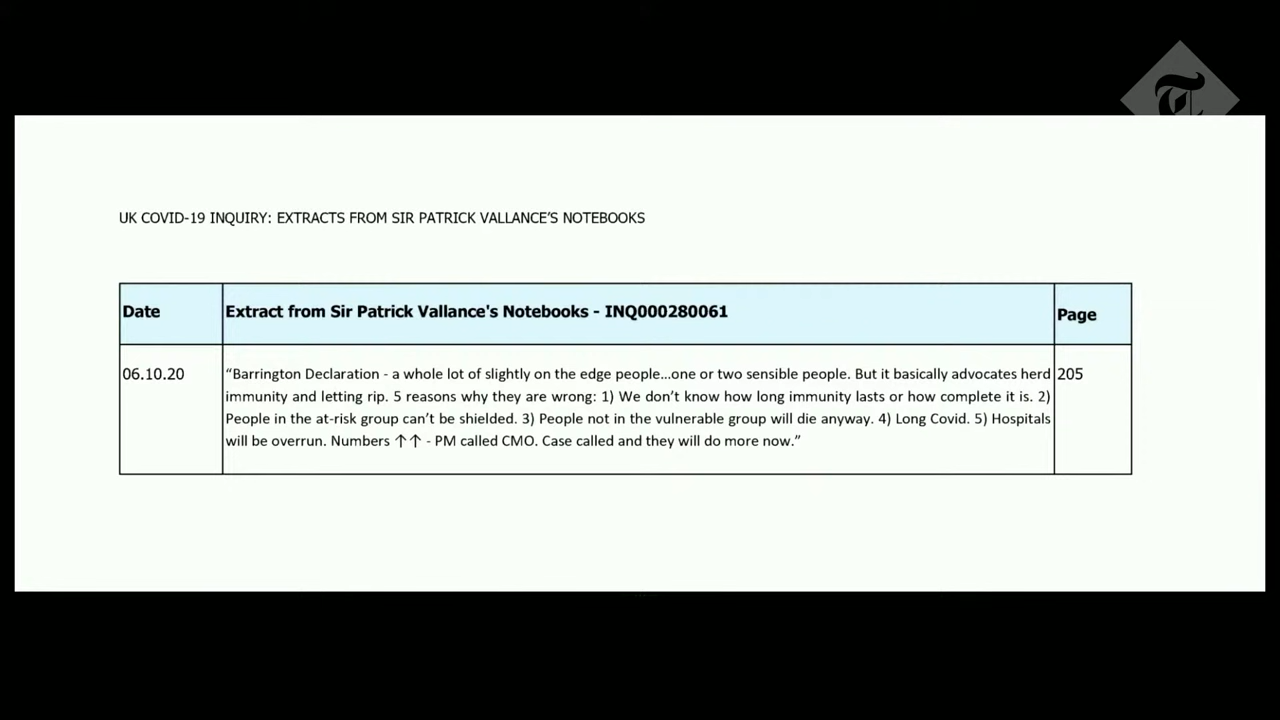 UK COVID-19 INQUIRY: EXTRACTS FROM SIR PATRICK VALLANCE'S NOTEBOOKS
Date
Extract from Sir Patrick Vallance's Notebooks - INQ000280061
Page
06.10.20
“Barrington Declaration - a whole lot of slightly on the edge people...one or two sensible people. But it basically advocates herd
immunity and letting rip. 5 reasons why they are wrong: 1) We don’t know how long immunity lasts or how complete it is. 2)
People in the at-risk group can’t be shielded. 3) People not in the vulnerable group will die anyway. 4) Long Covid. 5) Hospitals
will be overrun. Numbers ↑↑ - PM called CMO. Case called and they will do more now.”
205